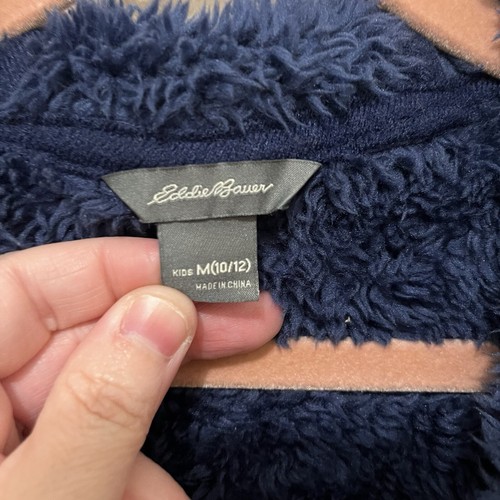 Eddie Bauer
KIDS M(10/12)
MADE IN CHINA